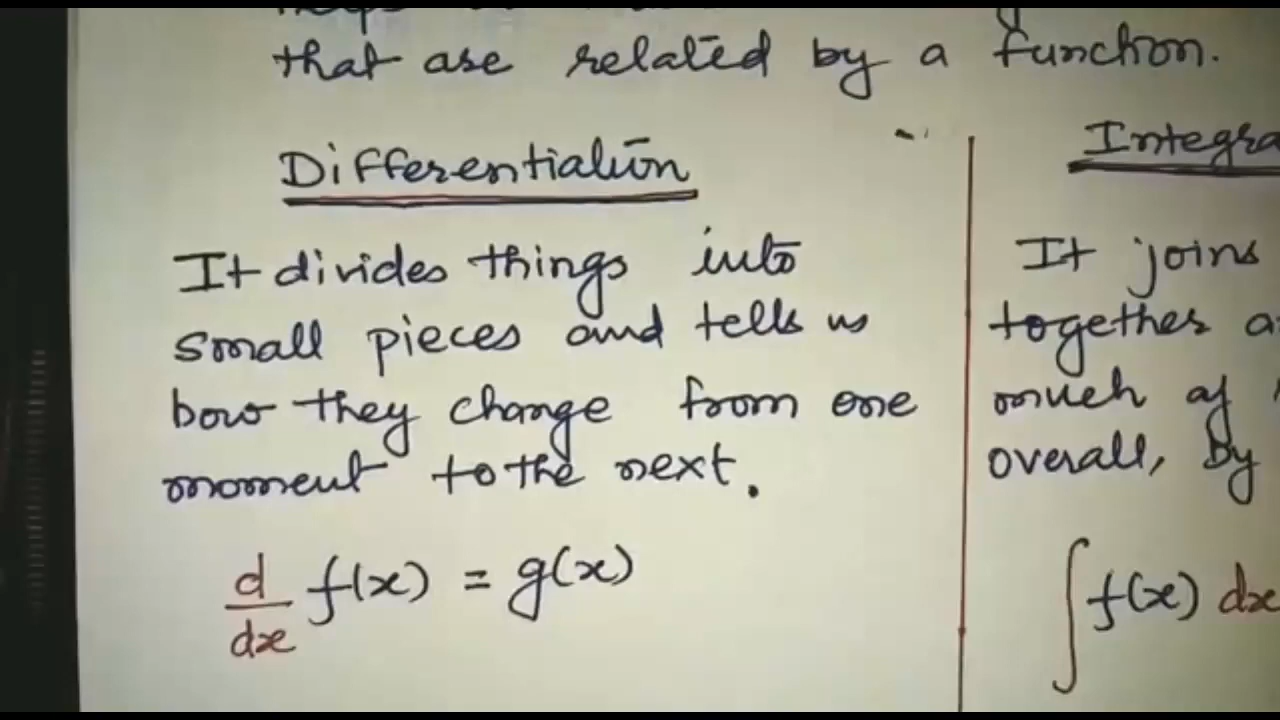 that are related by a function.
Differentiation
It divides things into
small pieces and tells us
how they change from one
moment to the next.
d/dx f(x) = g(x)
Integra
It joins
together a
much of
overall, By
∫ f(x) dx